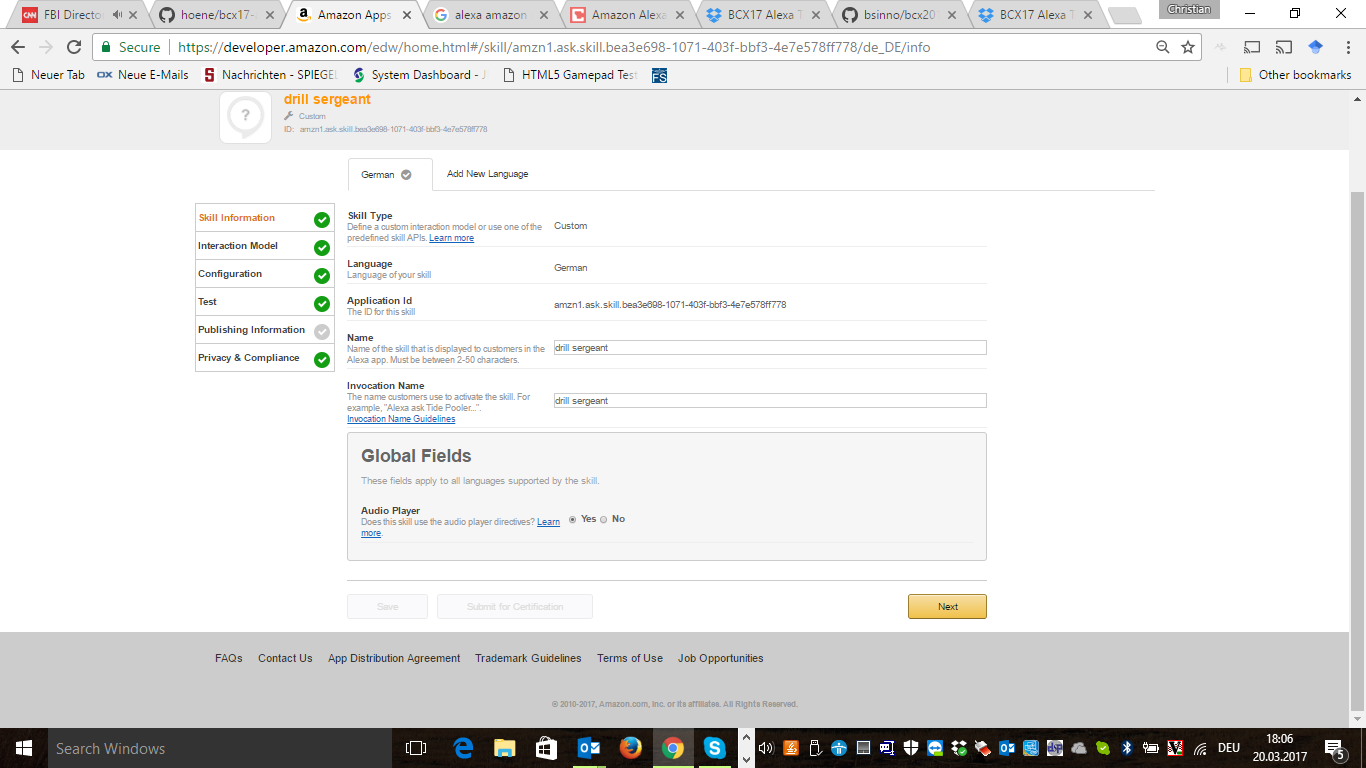 FBI Directo
hoene/bcx17-
Amazon Apps
alexa amazon
Amazon Alexa
BCX17 Alexa T
bsinno/bcx20
BCX17 Alexa T
Christian
Secure
https://developer.amazon.com/edw/home.html#/skill/amzn1.ask.skill.bea3e698-1071-403f-bbf3-4e7e578ff778/de_DE/info
Neuer Tab
Neue E-Mails
Nachrichten - SPIEGEL
System Dashboard -
HTML5 Gamepad Test
FS
Other bookmarks
drill sergeant
Custom
ID: amzn1.ask.skill.bea3e698-1071-403f-bbf3-4e7e578ff778
German
Add New Language
Skill Information
Interaction Model
Configuration
Test
Publishing Information
Privacy & Compliance
Skill Type
Define a custom interaction model or use one of the
predefined skill APIs. Learn more
Custom
Language
Language of your skill
German
Application Id
The ID for this skill
amzn1.ask.skill.bea3e698-1071-403f-bbf3-4e7e578ff778
Name
Name of the skill that is displayed to customers in the
Alexa app. Must be between 2-50 characters.
drill sergeant
Invocation Name
The name customers use to activate the skill. For
example, "Alexa ask Tide Pooler...".
Invocation Name Guidelines
drill sergeant
Global Fields
These fields apply to all languages supported by the skill.
Audio Player
Does this skill use the audio player directives? Learn
more.
Yes No
Save
Submit for Certification
Next
FAQs
Contact Us
App Distribution Agreement
Trademark Guidelines
Terms of Use
Job Opportunities
© 2010-2017, Amazon.com, Inc. or its affiliates. All Rights Reserved.
Search Windows
DEU
18:06
20.03.2017
5